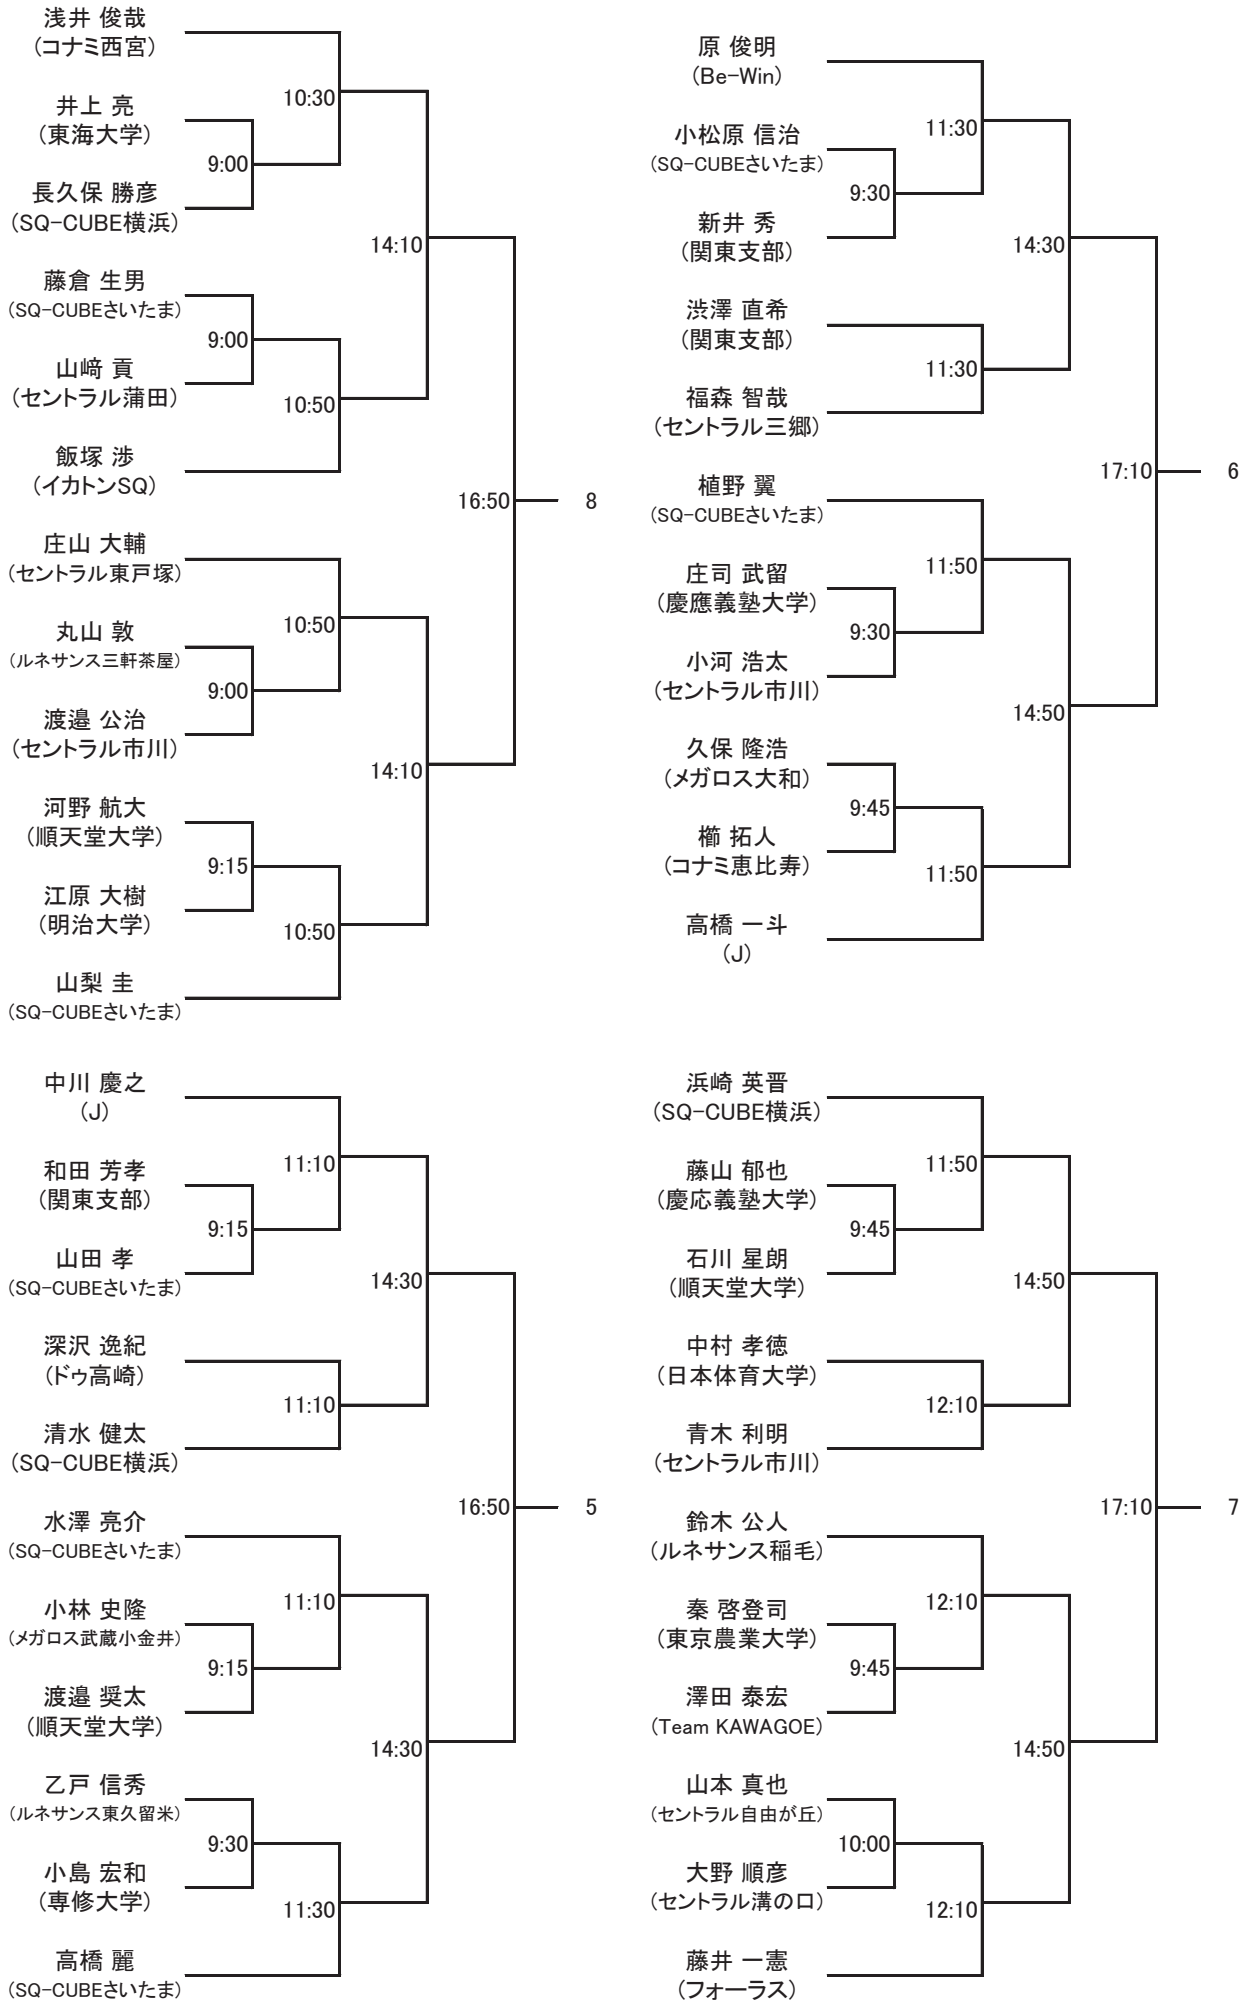 浅井 俊哉
(コナミ西宮)
10:30
井上 亮
(東海大学)
9:00
長久保 勝彦
(SQ-CUBE横浜)
14:10
藤倉 生男
(SQ-CUBEさいたま)
9:00
山﨑 貢
(セントラル蒲田)
10:50
飯塚 渉
(イカトンSQ)
16:50
8
庄山 大輔
(セントラル東戸塚)
10:50
丸山 敦
(ルネサンス三軒茶屋)
9:00
渡邉 公治
(セントラル市川)
14:10
河野 航大
(順天堂大学)
9:15
江原 大樹
(明治大学)
10:50
山梨 圭
(SQ-CUBEさいたま)
原 俊明
(Be-Win)
11:30
小松原 信治
(SQ-CUBEさいたま)
9:30
新井 秀
(関東支部)
14:30
渋澤 直希
(関東支部)
11:30
福森 智哉
(セントラル三郷)
17:10
6
植野 翼
(SQ-CUBEさいたま)
11:50
庄司 武留
(慶應義塾大学)
9:30
小河 浩太
(セントラル市川)
14:50
久保 隆浩
(メガロス大和)
9:45
櫛 拓人
(コナミ恵比寿)
11:50
高橋 一斗
(J)
中川 慶之
(J)
11:10
和田 芳孝
(関東支部)
9:15
山田 孝
(SQ-CUBEさいたま)
14:30
深沢 逸紀
(ドゥ高崎)
11:10
清水 健太
(SQ-CUBE横浜)
16:50
5
水澤 亮介
(SQ-CUBEさいたま)
11:10
小林 史隆
(メガロス武蔵小金井)
9:15
渡邉 奨太
(順天堂大学)
14:30
乙戸 信秀
(ルネサンス東久留米)
9:30
小島 宏和
(専修大学)
11:30
高橋 麗
(SQ-CUBEさいたま)
浜崎 英晋
(SQ-CUBE横浜)
11:50
藤山 郁也
(慶応義塾大学)
9:45
石川 星朗
(順天堂大学)
14:50
中村 孝徳
(日本体育大学)
12:10
青木 利明
(セントラル市川)
17:10
7
鈴木 公人
(ルネサンス稲毛)
12:10
秦 啓登司
(東京農業大学)
9:45
澤田 泰宏
(Team KAWAGOE)
14:50
山本 真也
(セントラル自由が丘)
10:00
大野 順彦
(セントラル溝の口)
12:10
藤井 一憲
(フォーラス)